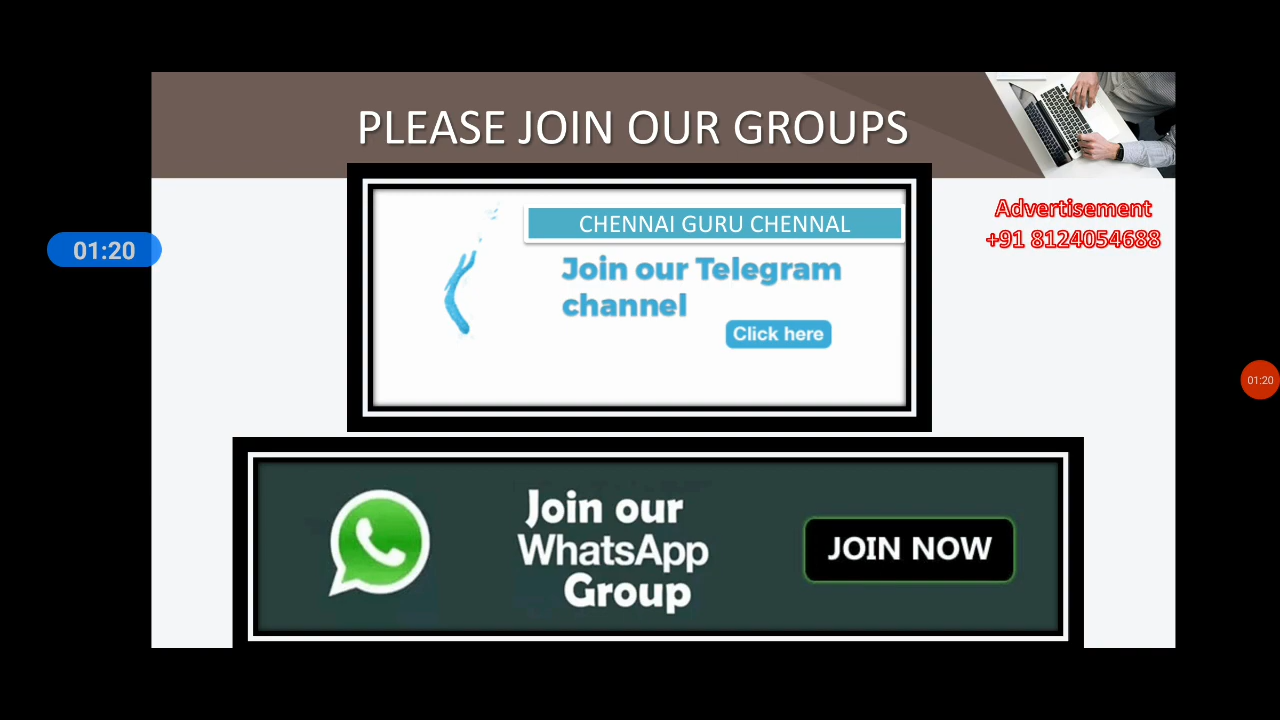 PLEASE JOIN OUR GROUPS
Advertisement
+91 8124054688
01:20
CHENNAI GURU CHENNAL
Join our Telegram
channel
Click here
01:20
Join our
WhatsApp
Group
JOIN NOW